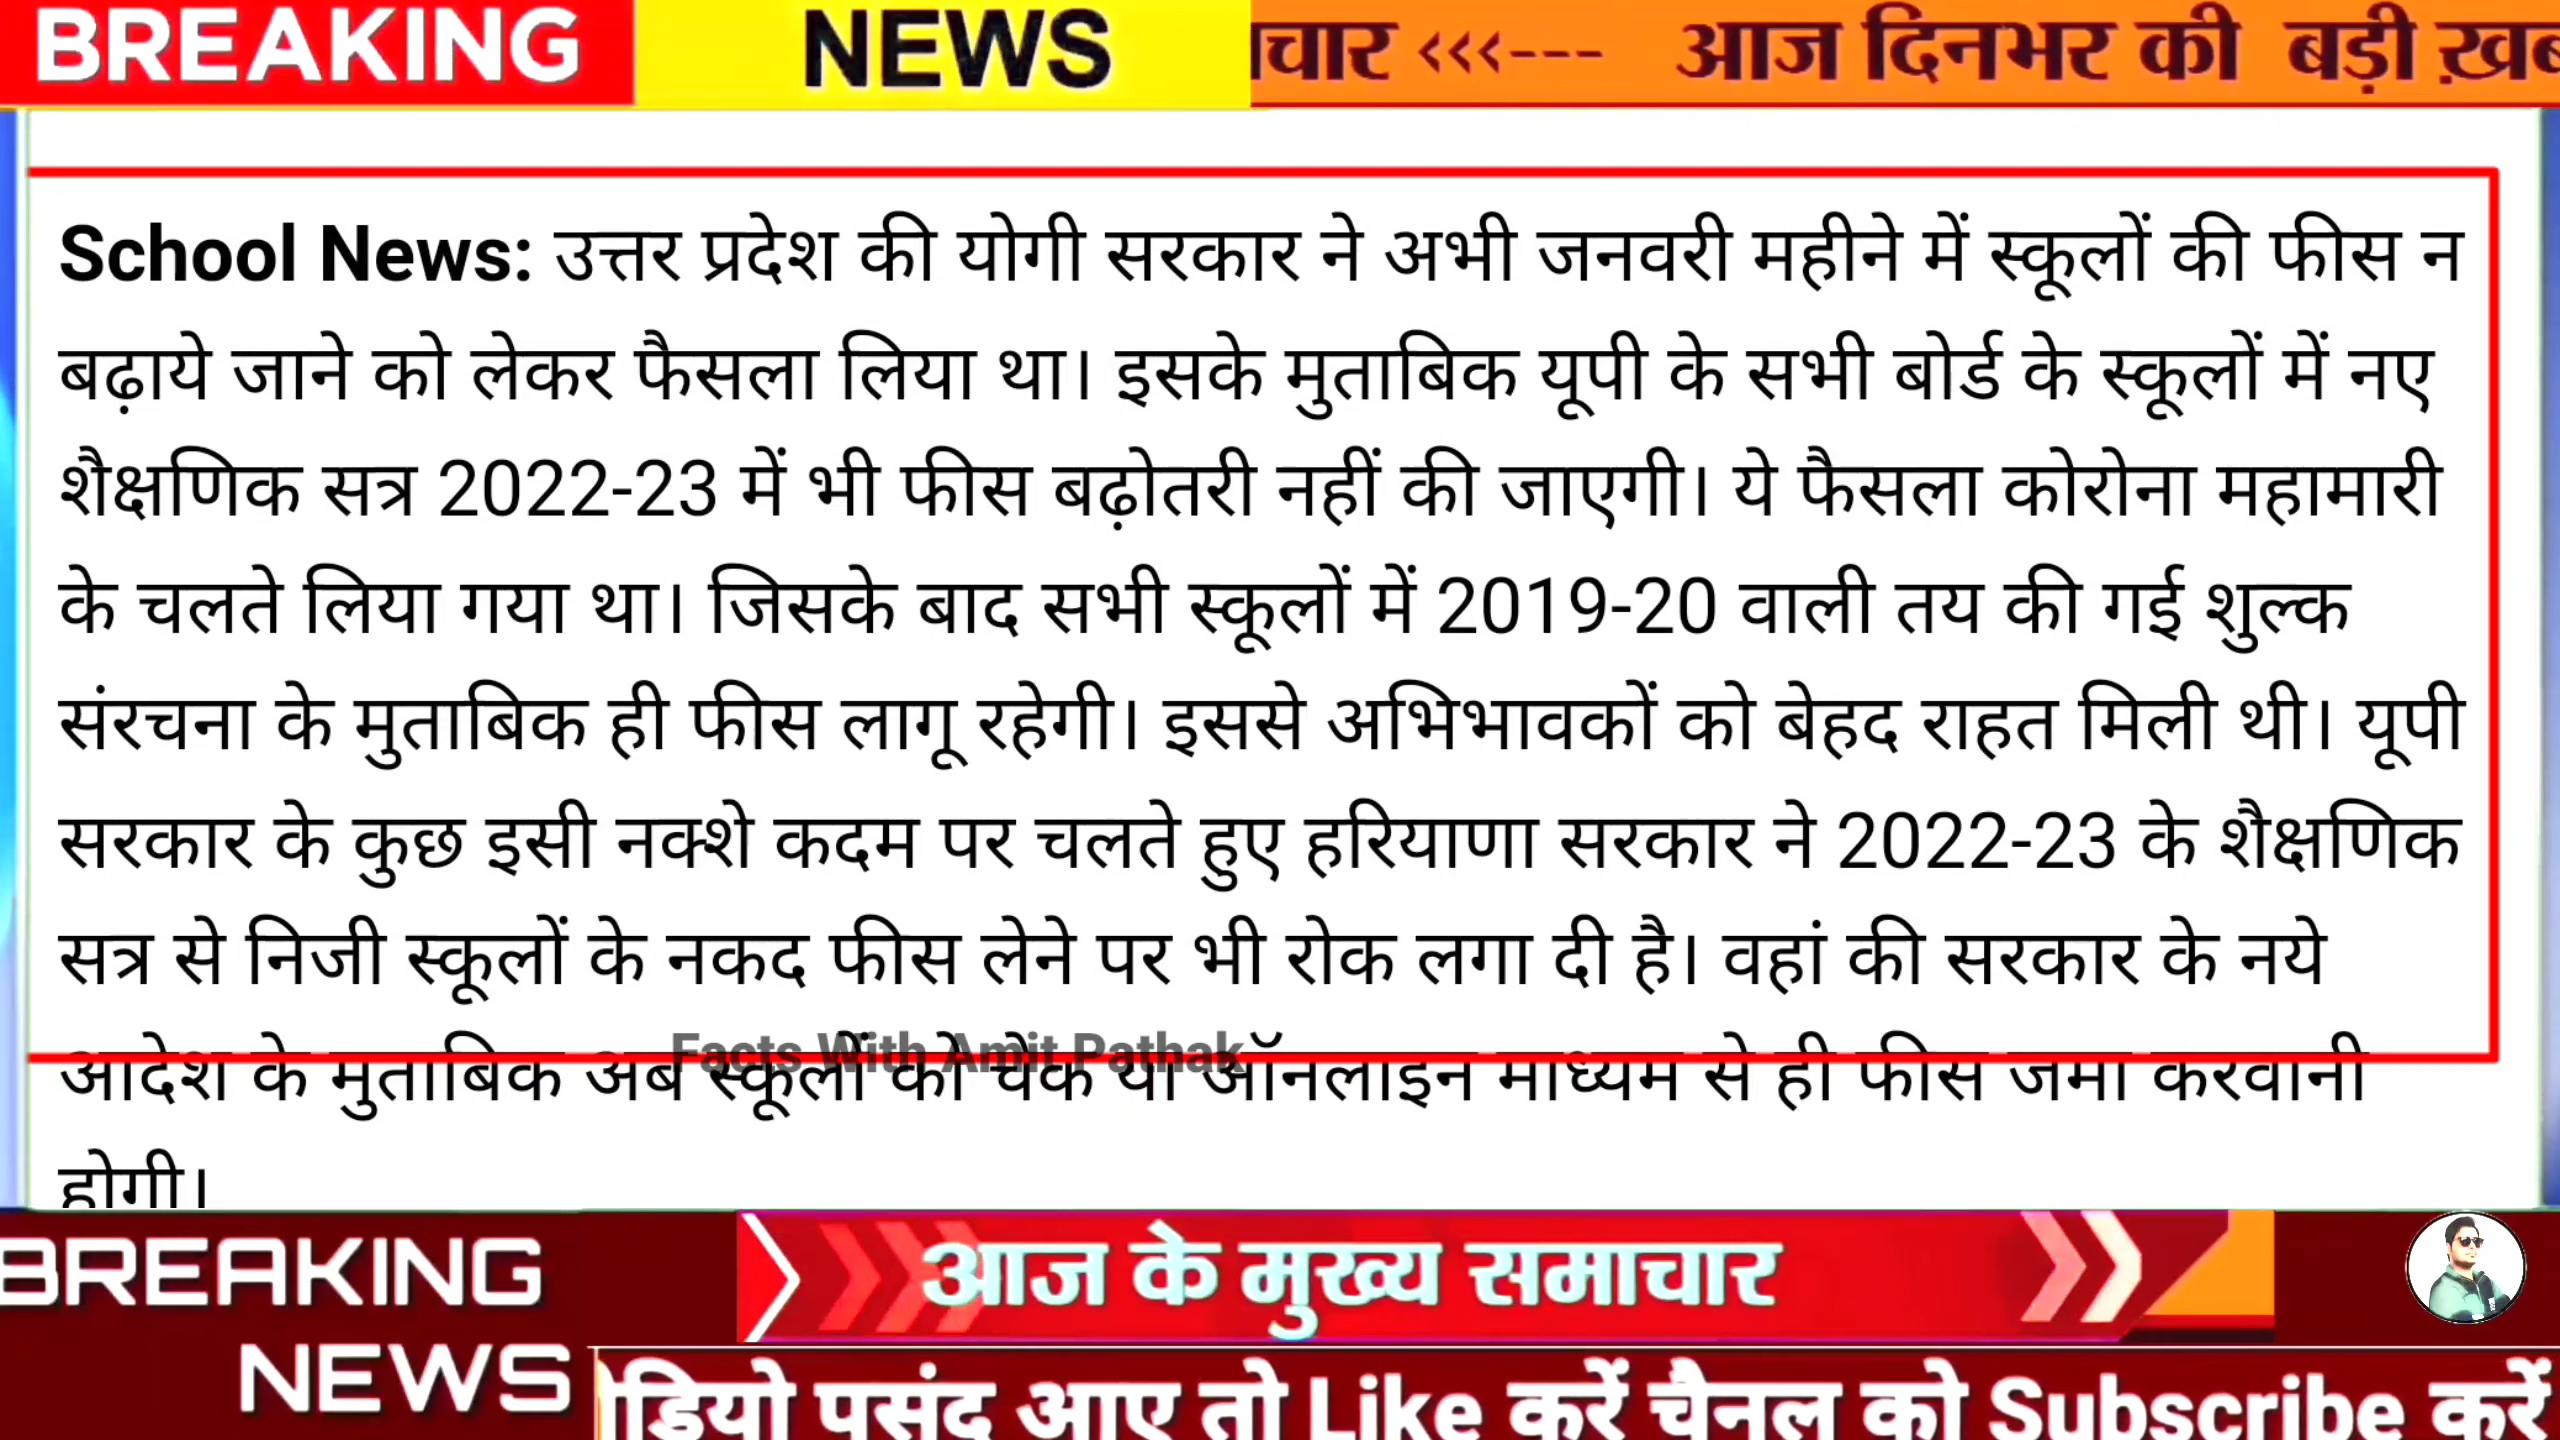 BREAKING NEWS चार <<<--- आज दिनभर की बड़ी
School News: उत्तर प्रदेश की योगी सरकार ने अभी जनवरी महीने में स्कूलों की फीस न
बढ़ाये जाने को लेकर फैसला लिया था। इसके मुताबिक यूपी के सभी बोर्ड के स्कूलों में नए
शैक्षणिक सत्र 2022-23 में भी फीस बढ़ोतरी नहीं की जाएगी। ये फैसला कोरोना महामारी
के चलते लिया गया था। जिसके बाद सभी स्कूलों में 2019-20 वाली तय की गई शुल्क
संरचना के मुताबिक ही फीस लागू रहेगी। इससे अभिभावकों को बेहद राहत मिली थी। यूपी
सरकार के कुछ इसी नक्शे कदम पर चलते हुए हरियाणा सरकार ने 2022-23 के शैक्षणिक
सत्र से निजी स्कूलों के नकद फीस लेने पर भी रोक लगा दी है। वहां की सरकार के नये
Facts With Amit Pathak
आदेश के मुताबिक अब स्कूलों को चेक या ऑनलाइन माध्यम से ही फीस जमा करवानी
होगी।
BREAKING
NEWS
आज के मुख्य समाचार
डियो पसंद आए तो Like करें चैनल को Subscribe करें